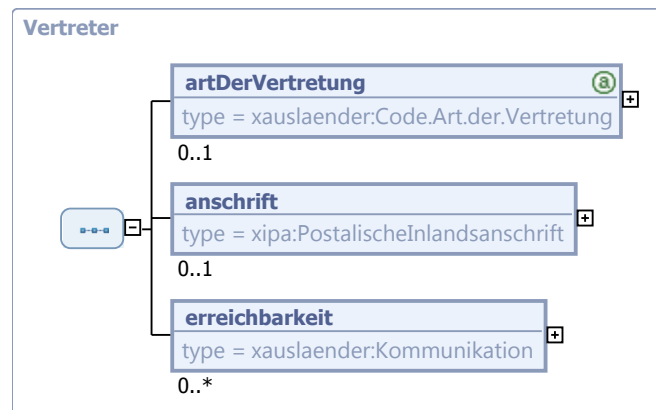 Vertreter
artDerVertretung
type = xauslaender:Code.Art.der.Vertretung
0..1
anschrift
type = xipa:PostalischeInlandsanschrift
0..1
erreichbarkeit
type = xauslaender:Kommunikation
0..*